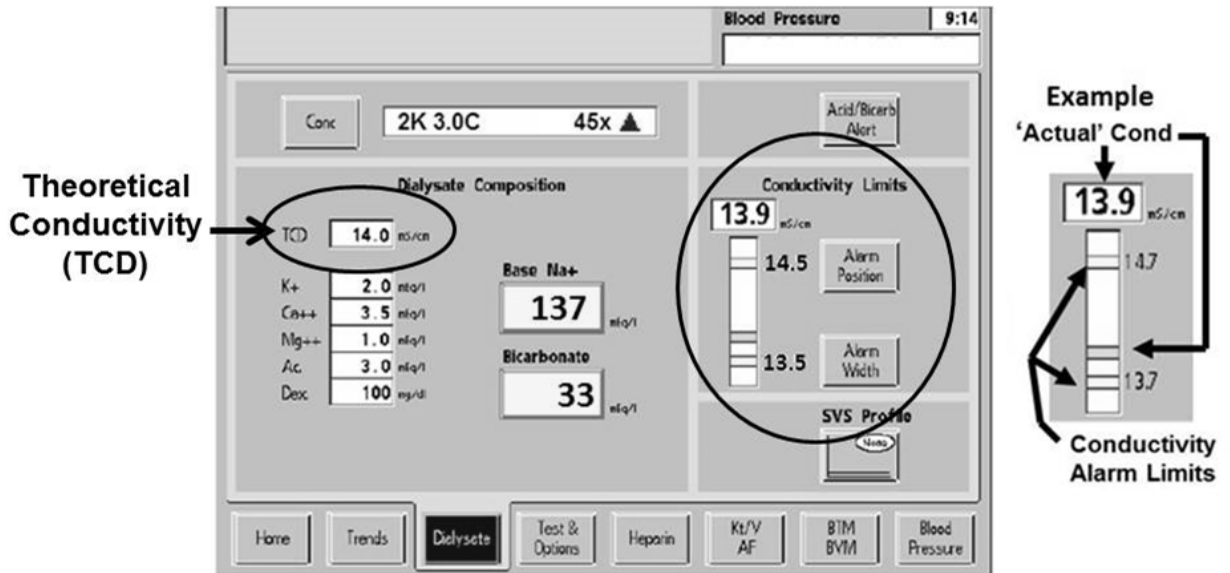 Blood Pressure 9:14
Conc
2K 3.0C 45x
Acid/Bicarb
Alert
Theoretical
Conductivity
(TCD)
Dialysate Composition
TCD 14.0 mS/cm
K+ 2.0 mEq/l
Ca++ 3.5 mEq/l
Mg++ 1.0 mEq/l
Ac. 3.0 mEq/l
Dex: 100 mg/dl
Base Na+
137 mEq/l
Bicarbonate
33 mEq/l
Conductivity Limits
13.9 mS/cm
14.5
Alarm
Position
13.5
Alarm
Width
SVS Profile
None
Example
'Actual' Cond
13.9 mS/cm
14.7
13.7
Conductivity
Alarm Limits
Home
Trends
Dialysate
Test &
Options
Heparin
Kt/V
AF
BTM
BVM
Blood
Pressure